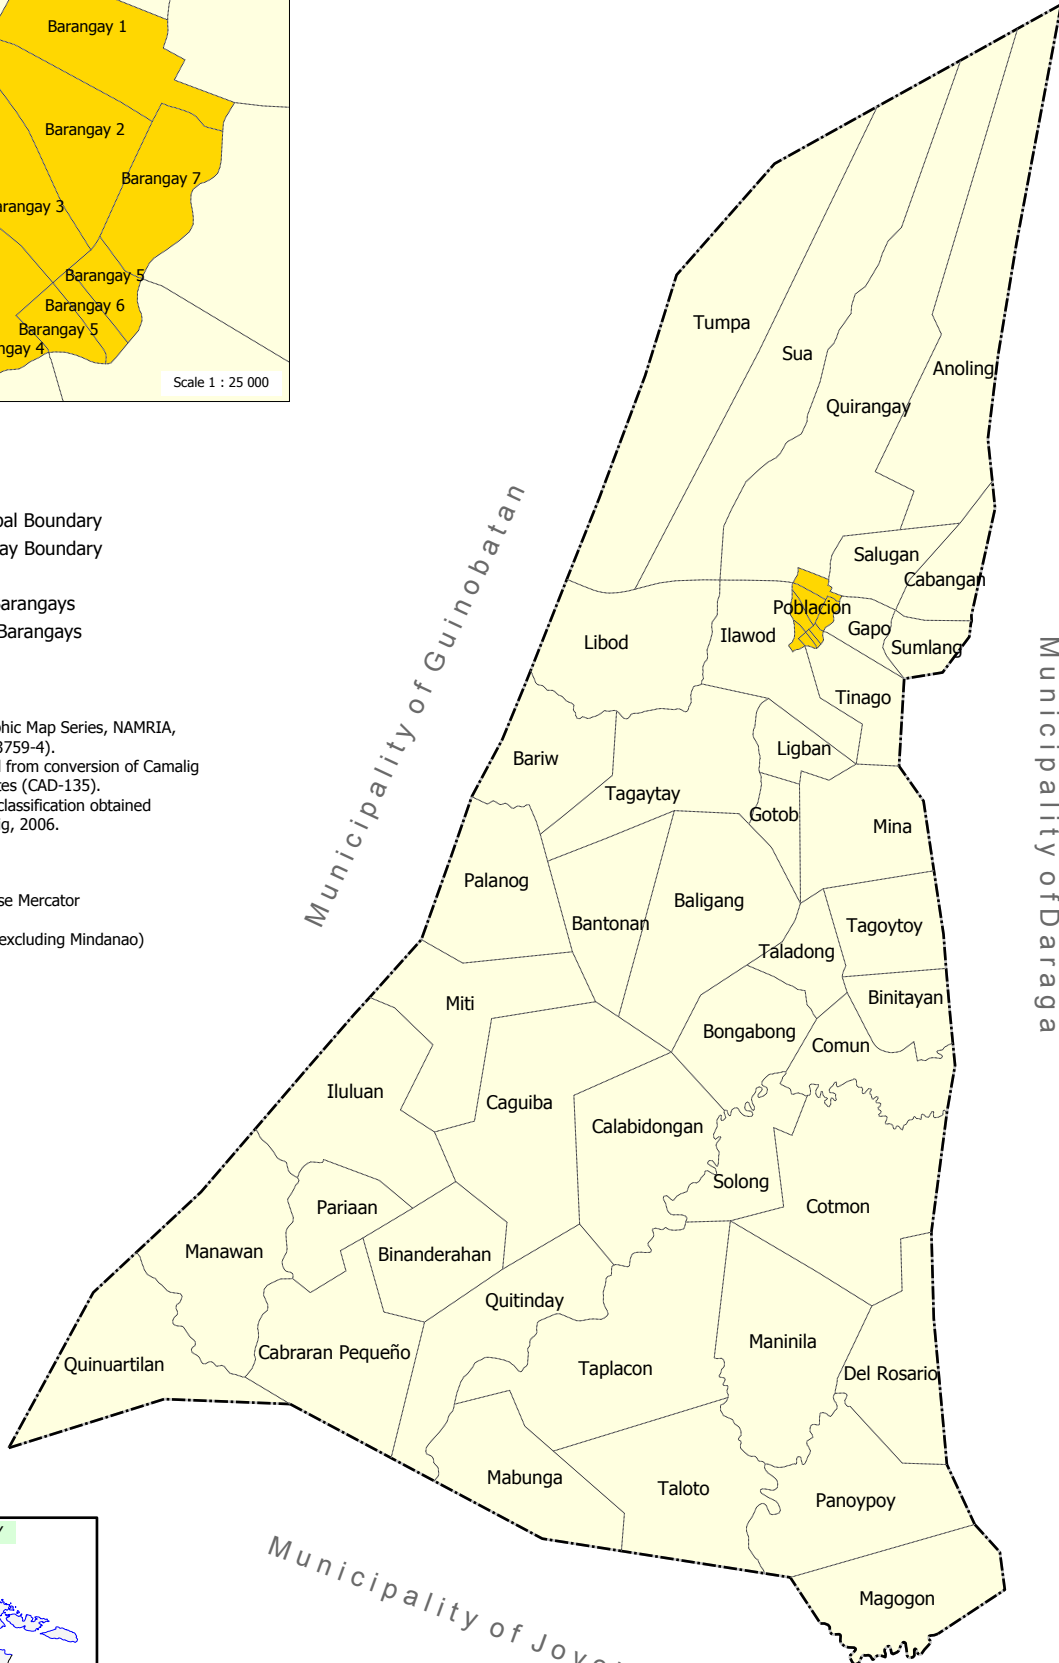 Barangay 1
Barangay 2
Barangay 7
arangay 3
Barangay 5
Barangay 6
Barangay 5
ngay 4
Scale 1 : 25 000
pal Boundary
ay Boundary
Barangays
Barangays
phic Map Series, NAMRIA,
3759-4).
d from conversion of Camalig
tes (CAD-135).
classification obtained
ig, 2006.
se Mercator
excluding Mindanao)
Municipality of Guinobatan
Municipality of Daraga
Tumpa
Sua
Anoling
Quirangay
Salugan
Cabangan
Poblacion
Gapo
Ilawod
Libod
Sumlang
Tinago
Ligban
Bariw
Tagaytay
Gotob
Mina
Palanog
Baligang
Bantonan
Tagoytoy
Taladong
Miti
Binitayan
Bongabong
Comun
Iluluan
Caguiba
Calabidongan
Solong
Pariaan
Cotmon
Manawan
Binanderahan
Quitinday
Maninila
Cabraran Pequeño
Quinuartilan
Taplacon
Del Rosario
Mabunga
Taloto
Panoypoy
Magogon
Municipality of Jove